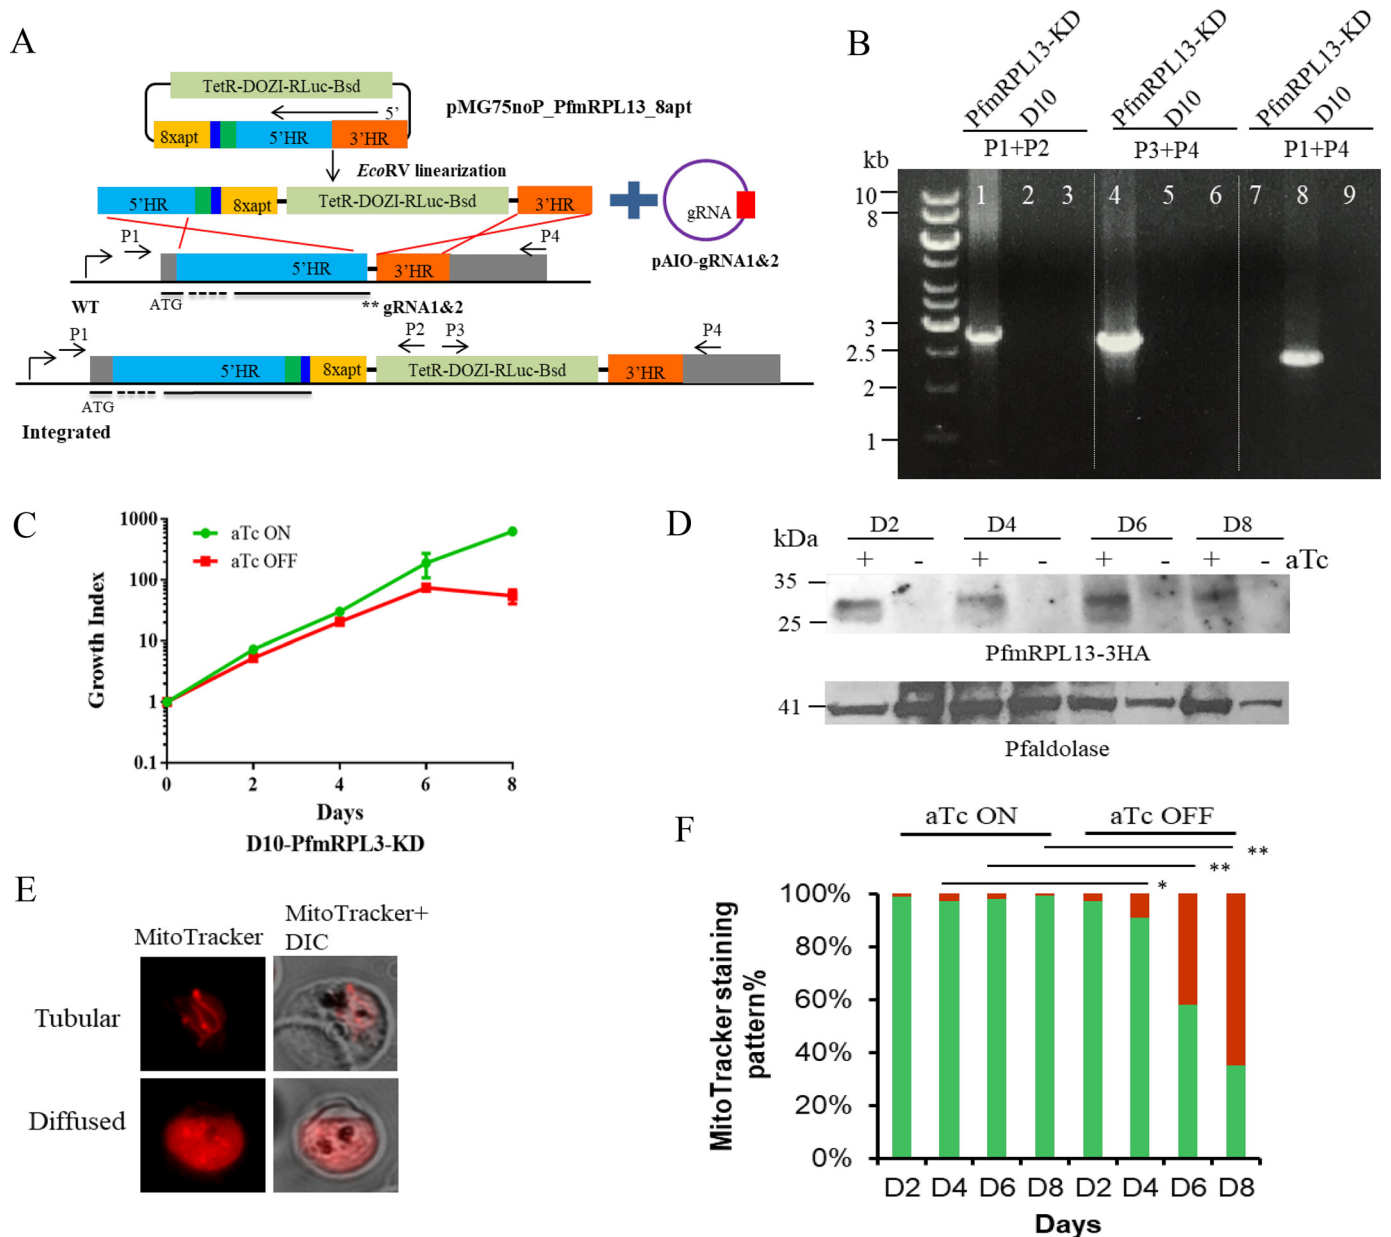 A
TetR-DOZI-RLuc-Bsd
5'
8xapt
5'HR
3'HR
pMG75noP_PfmRPL13_8apt
EcoRV linearization
5'HR
8xapt
TetR-DOZI-RLuc-Bsd
3'HR
gRNA
pAIO-gRNA1&2
P1
P4
5'HR
3'HR
WT
ATG
** gRNA1&2
P1
P2
P3
P4
5'HR
8xapt
TetR-DOZI-RLuc-Bsd
3'HR
ATG
Integrated
B
PfmRPL13-KD
D10
PfmRPL13-KD
D10
PfmRPL13-KD
D10
P1+P2
P3+P4
P1+P4
kb
1 2 3 4 5 6 7 8 9
10
8
3
2.5
2
1
C
Growth Index
1000
100
10
1
0.1
aTc ON
aTc OFF
0 2 4 6 8
Days
D10-PfmRPL3-KD
D
D2 D4 D6 D8
kDa
+ - + - + - + - aTc
35
25
PfmRPL13-3HA
41
Pfaldolase
E
MitoTracker
MitoTracker+
DIC
Tubular
Diffused
F
aTc ON
aTc OFF
**
**
*
MitoTracker staining
pattern%
100%
80%
60%
40%
20%
0%
D2 D4 D6 D8 D2 D4 D6 D8
Days